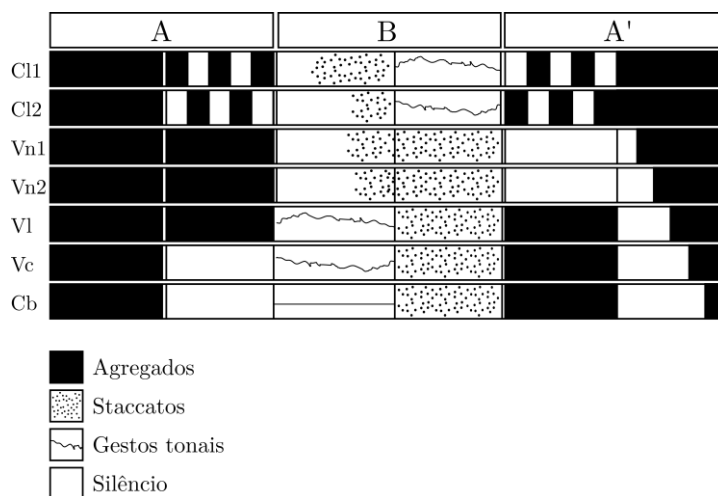 A B A'
Cl1
Cl2
Vn1
Vn2
Vl
Vc
Cb
Agregados
Staccatos
Gestos tonais
Silêncio